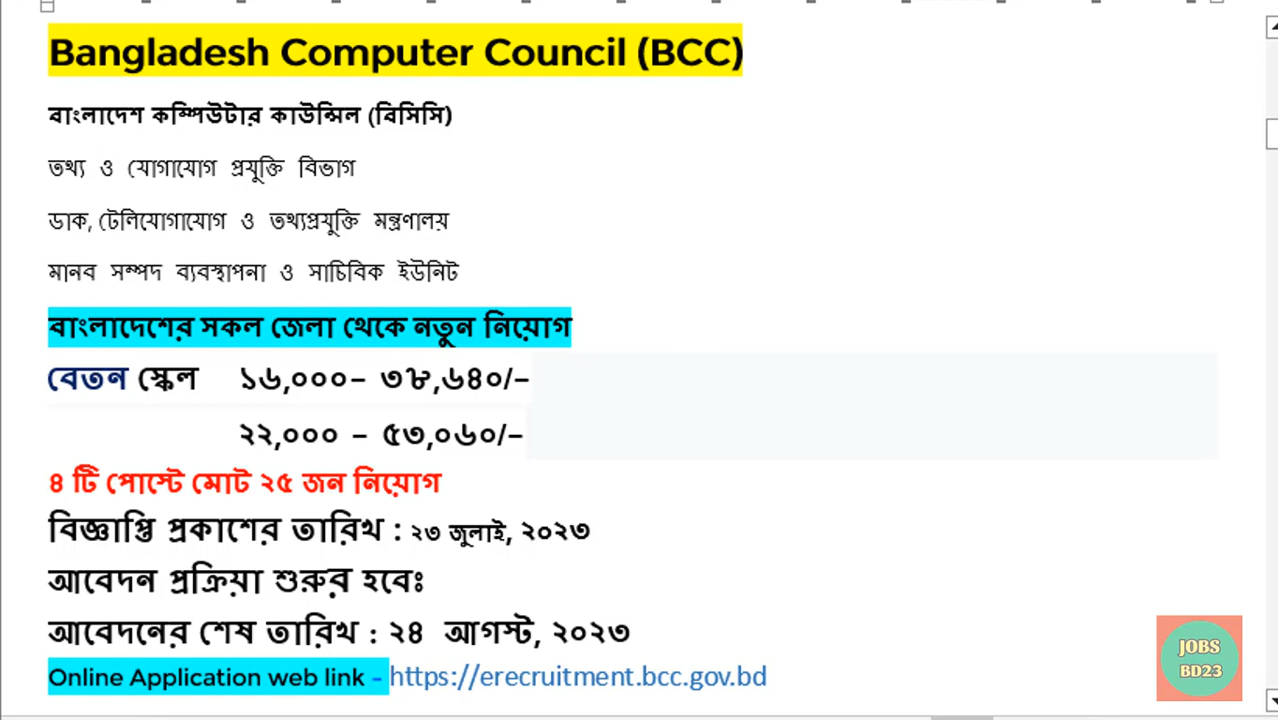 Bangladesh Computer Council (BCC)
বাংলাদেশ কম্পিউটার কাউন্সিল (বিসিসি)
তথ্য ও যোগাযোগ প্রযুক্তি বিভাগ
ডাক, টেলিযোগাযোগ ও তথ্যপ্রযুক্তি মন্ত্রণালয়
মানব সম্পদ ব্যবস্থাপনা ও সাচিবিক ইউনিট
বাংলাদেশের সকল জেলা থেকে নতুন নিয়োগ
বেতন স্কেল ১৬,০০০– ৩৮,৬৪০/–
২২,০০০ – ৫৩,০৬০/–
৪ টি পোস্টে মোট ২৫ জন নিয়োগ
বিজ্ঞাপ্তি প্রকাশের তারিখ : ২৩ জুলাই, ২০২৩
আবেদন প্রক্রিয়া শুরুর হবেঃ
আবেদনের শেষ তারিখ : ২৪ আগস্ট, ২০২৩
Online Application web link – https://erecruitment.bcc.gov.bd
JOBS
BD23